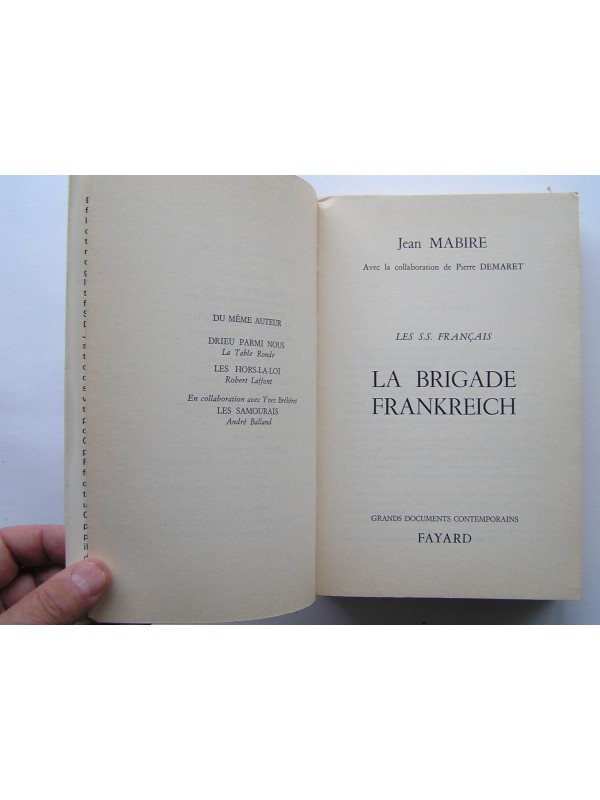 DU MÊME AUTEUR
DRIEU PARMI NOUS
La Table Ronde
LES HORS-LA-LOI
Robert Laffont
En collaboration avec Yves Bréhèret
LES SAMOURAIS
André Balland
Jean MABIRE
Avec la collaboration de Pierre DEMARET
LES S.S. FRANÇAIS
LA BRIGADE
FRANKREICH
GRANDS DOCUMENTS CONTEMPORAINS
FAYARD